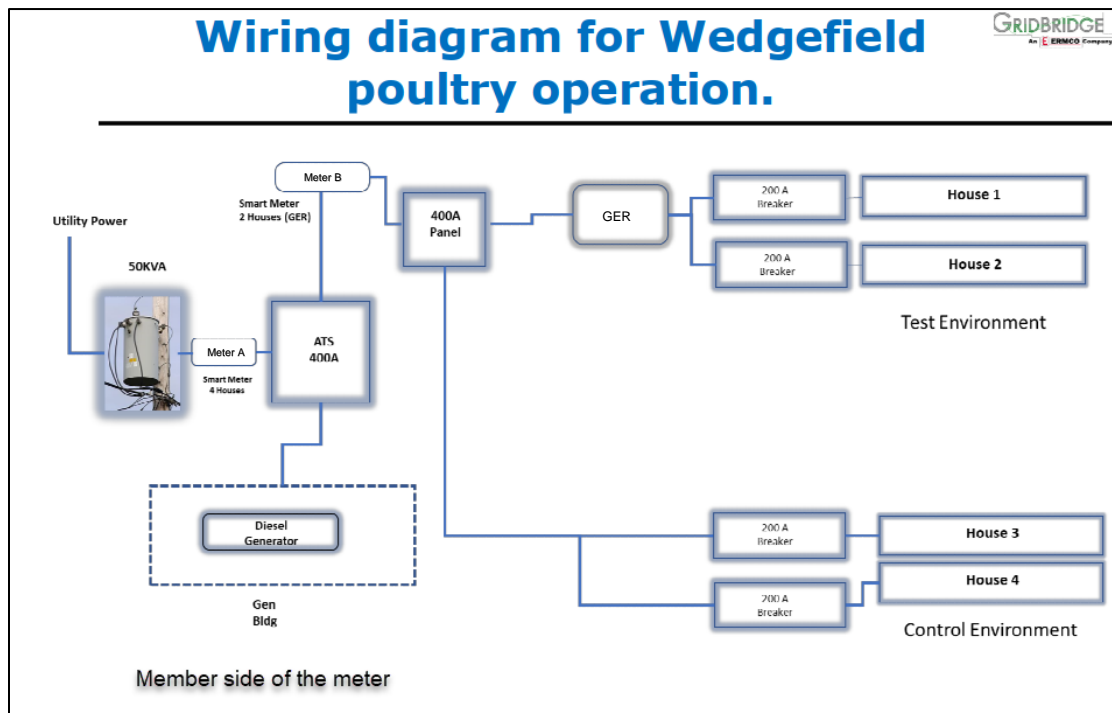 Wiring diagram for Wedgefield
poultry operation.
GRIDBRIDGE
An E ERMCO Company
Utility Power
50KVA
Meter A
Smart Meter
4 Houses
Smart Meter
2 Houses (GER)
Meter B
ATS
400A
400A
Panel
GER
200 A
Breaker
House 1
200 A
Breaker
House 2
Test Environment
Diesel
Generator
Gen
Bldg
200 A
Breaker
House 3
200 A
Breaker
House 4
Control Environment
Member side of the meter